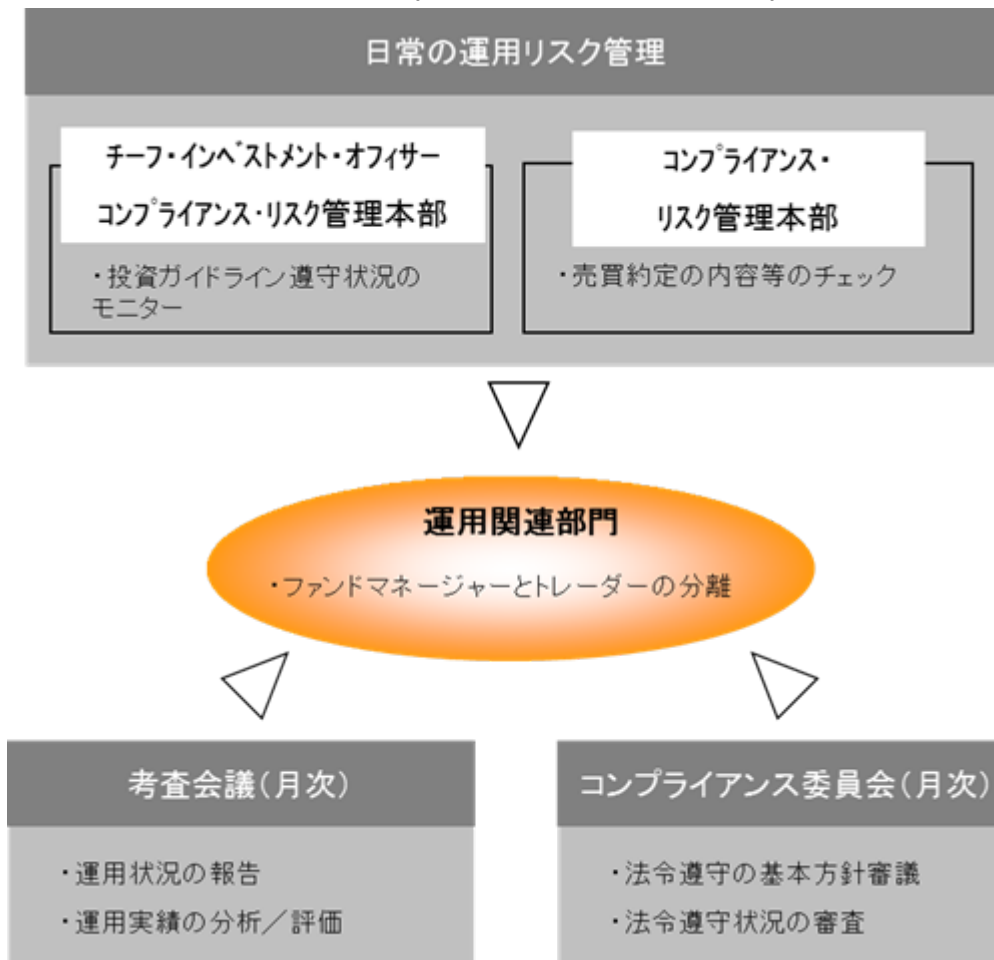 日常の運用リスク管理
チーフ・インベストメント・オフィサー
コンプライアンス・リスク管理本部
・投資ガイドライン遵守状況の
モニター
コンプライアンス・
リスク管理本部
・売買約定の内容等のチェック
運用関連部門
・ファンドマネージャーとトレーダーの分離
考査会議(月次)
・運用状況の報告
・運用実績の分析/評価
コンプライアンス委員会(月次)
・法令遵守の基本方針審議
・法令遵守状況の審査